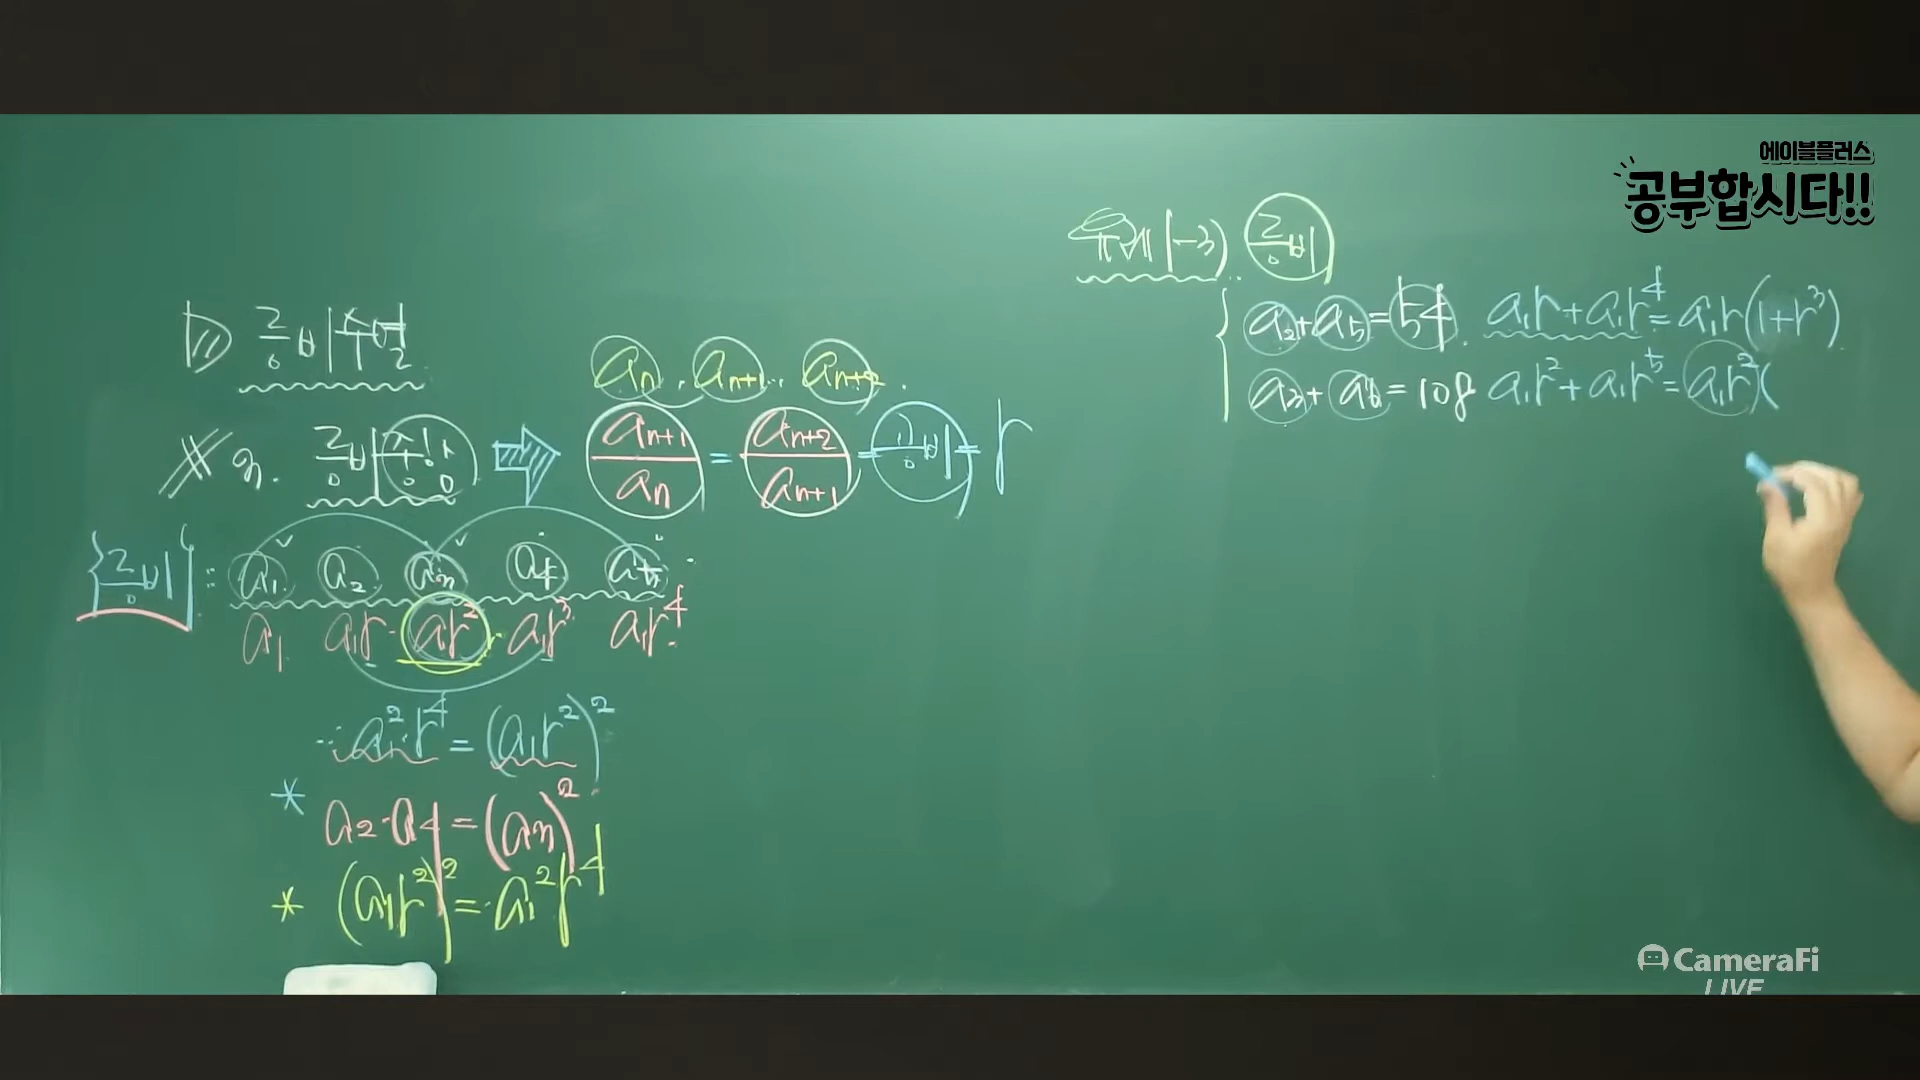 에이블플러스
공부합시다!!
유제 1-3) 등비
a₂+a₅=54. a₁r+a₁r⁴=a₁r(1+r³)
a₃+a₆=108 a₁r²+a₁r⁵=a₁r²(
1) 등비수열
aₙ, aₙ₊₁, aₙ₊₂.
등비중항 ⇒ aₙ₊₁/aₙ = aₙ₊₂/aₙ₊₁ = 공비 = r
등비 : a₁ a₂ a₃ a₄ a₅
a₁ a₁r a₁r² a₁r³ a₁r⁴
a₁²r⁴=(a₁r²)²
* a₂·a₄=(a₃)²
* (a₁r²)²=a₁²r⁴
CameraFi
LIVE